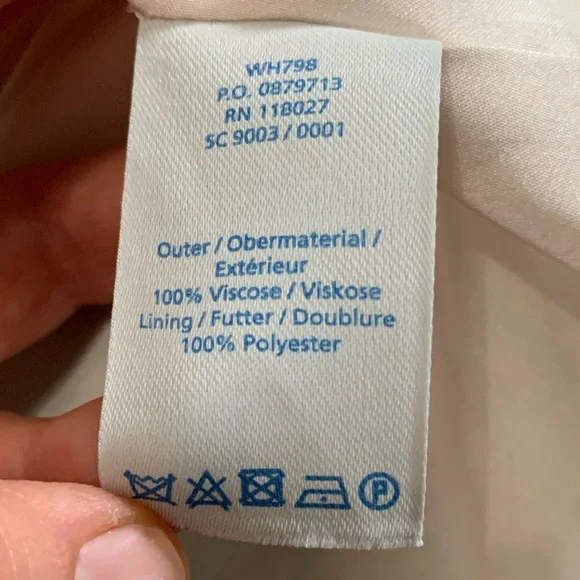 WH798
P.O. 0879713
RN 118027
SC 9003 / 0001
Outer / Obermaterial /
Extérieur
100% Viscose / Viskose
Lining / Futter / Doublure
100% Polyester
P